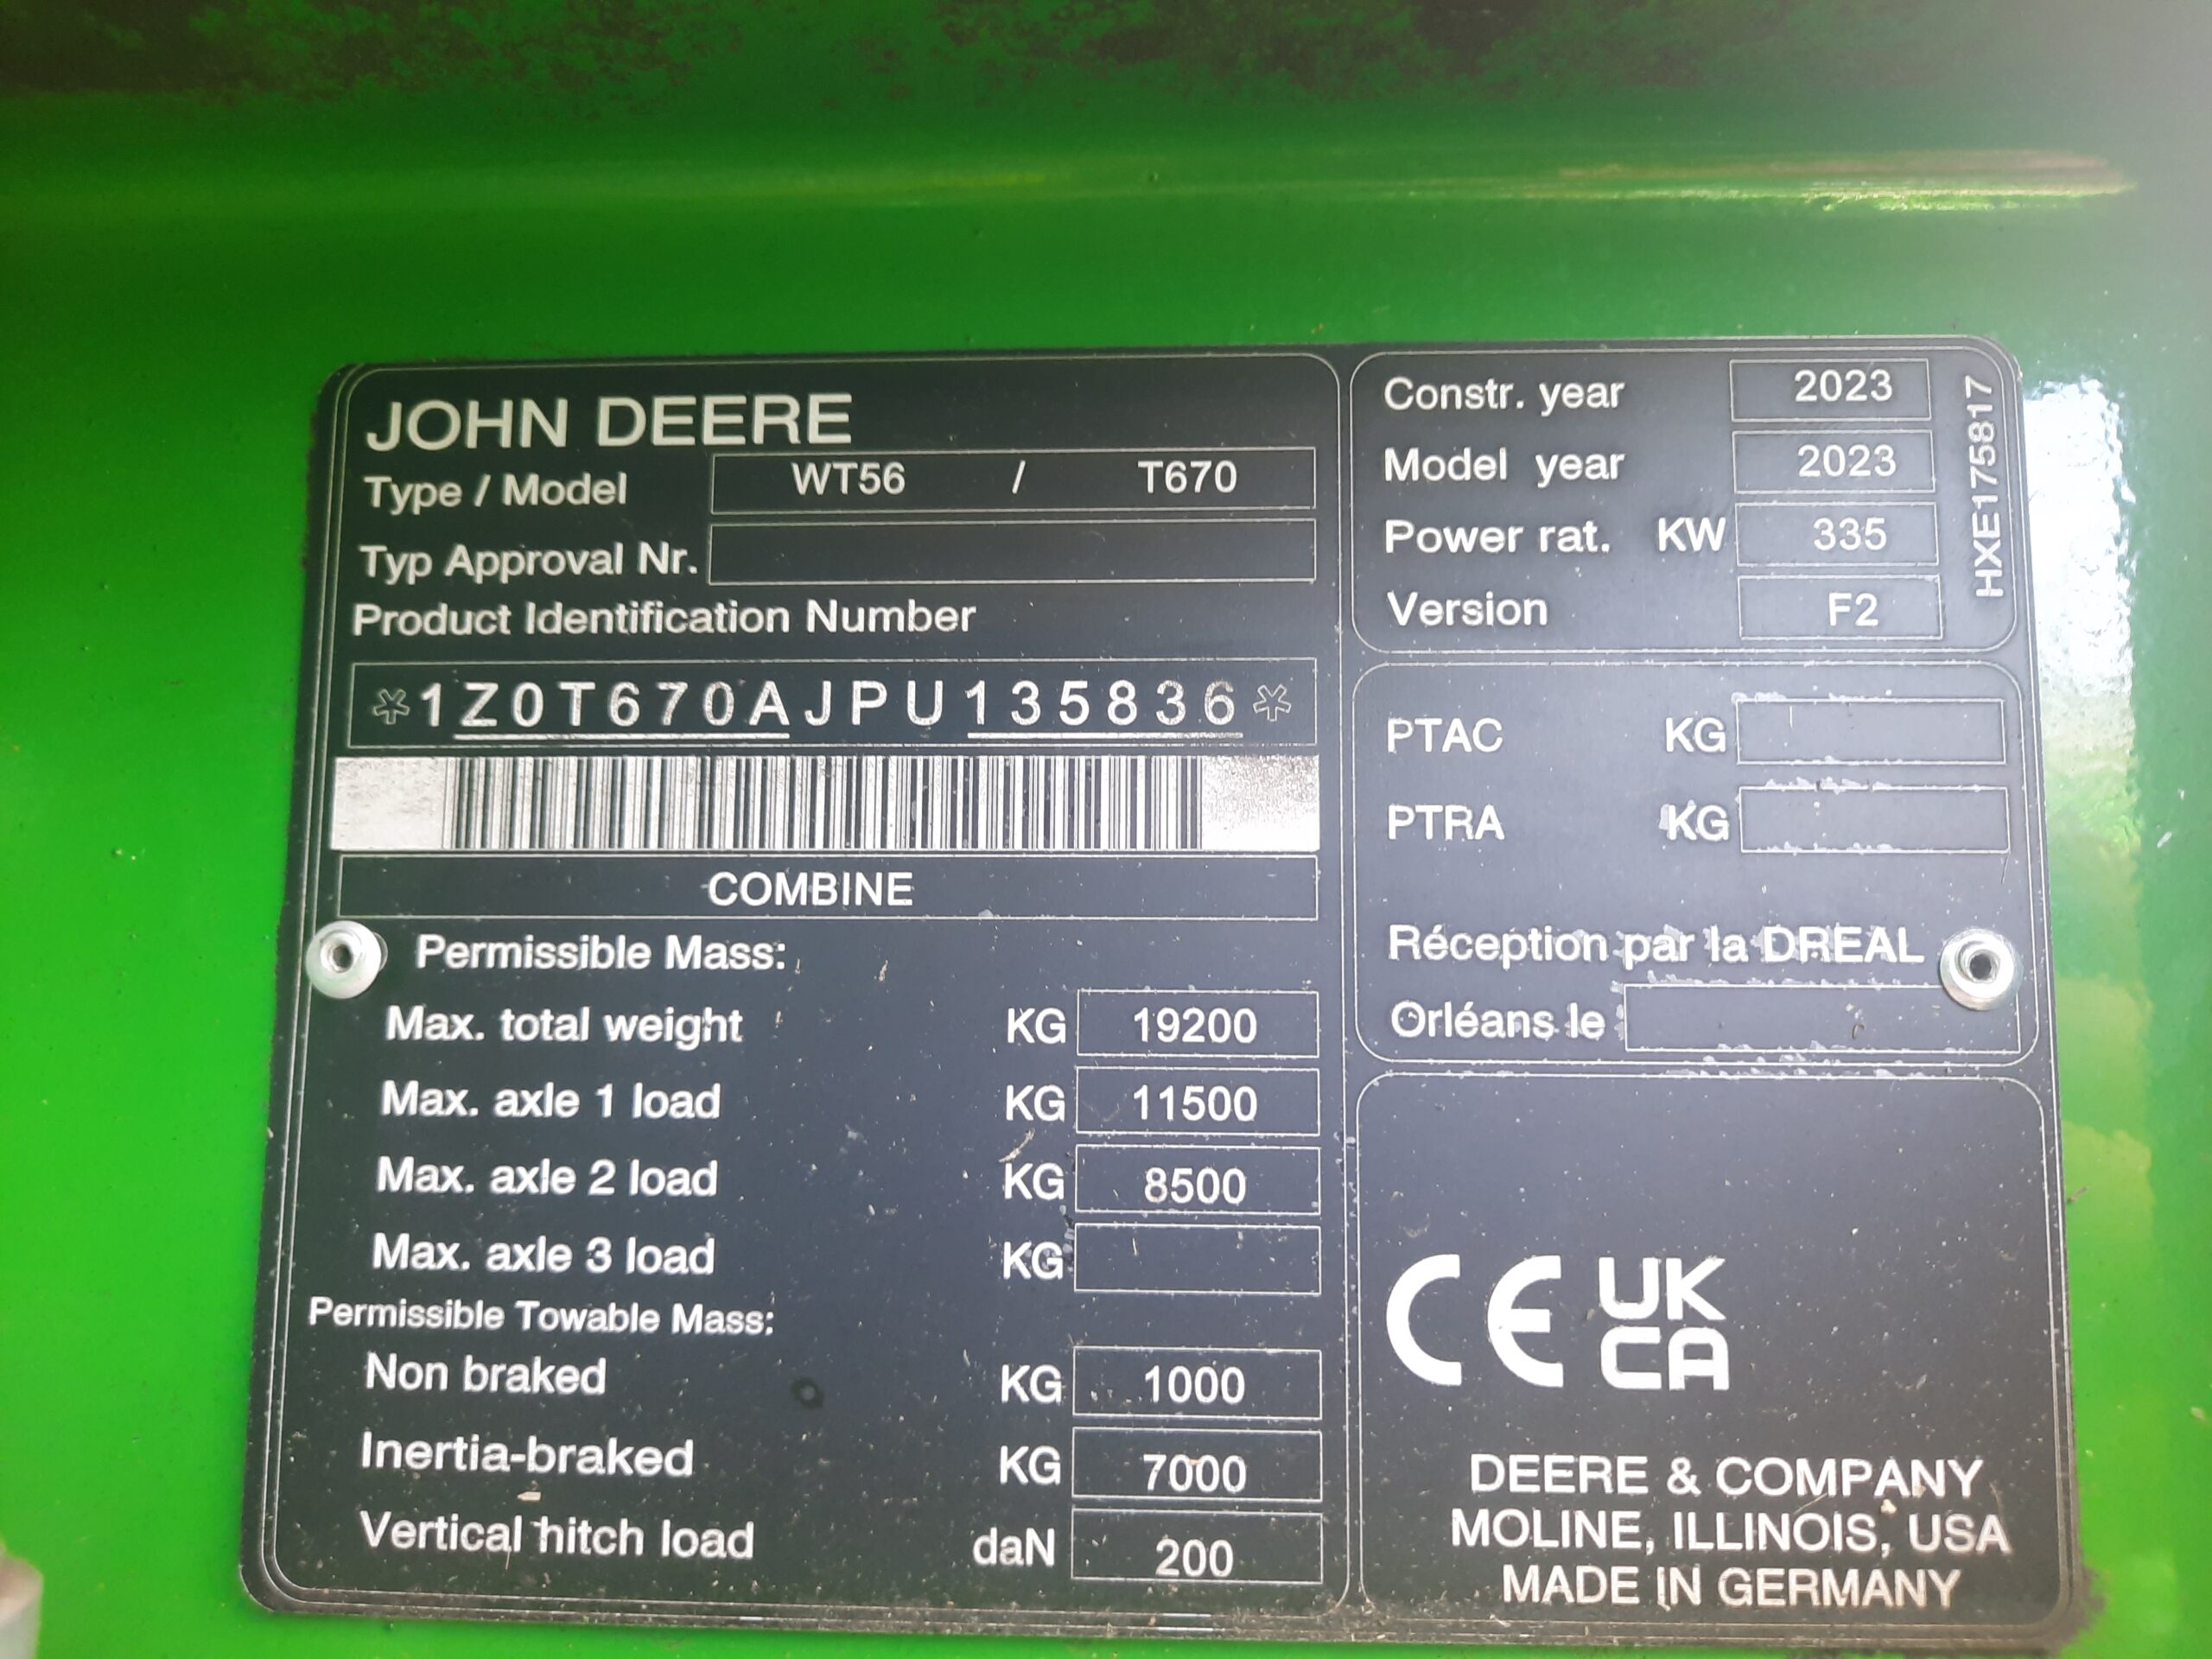 JOHN DEERE
Type / Model WT56 / T670
Typ Approval Nr.
Product Identification Number
*1Z0T670AJPU135836*
COMBINE
Permissible Mass:
Max. total weight KG 19200
Max. axle 1 load KG 11500
Max. axle 2 load KG 8500
Max. axle 3 load KG
Permissible Towable Mass:
Non braked KG 1000
Inertia-braked KG 7000
Vertical hitch load daN 200
Constr. year 2023
Model year 2023
Power rat. KW 335
Version F2
HXE175817
PTAC KG
PTRA KG
Réception par la DREAL
Orléans le
CE
UK
CA
DEERE & COMPANY
MOLINE, ILLINOIS, USA
MADE IN GERMANY